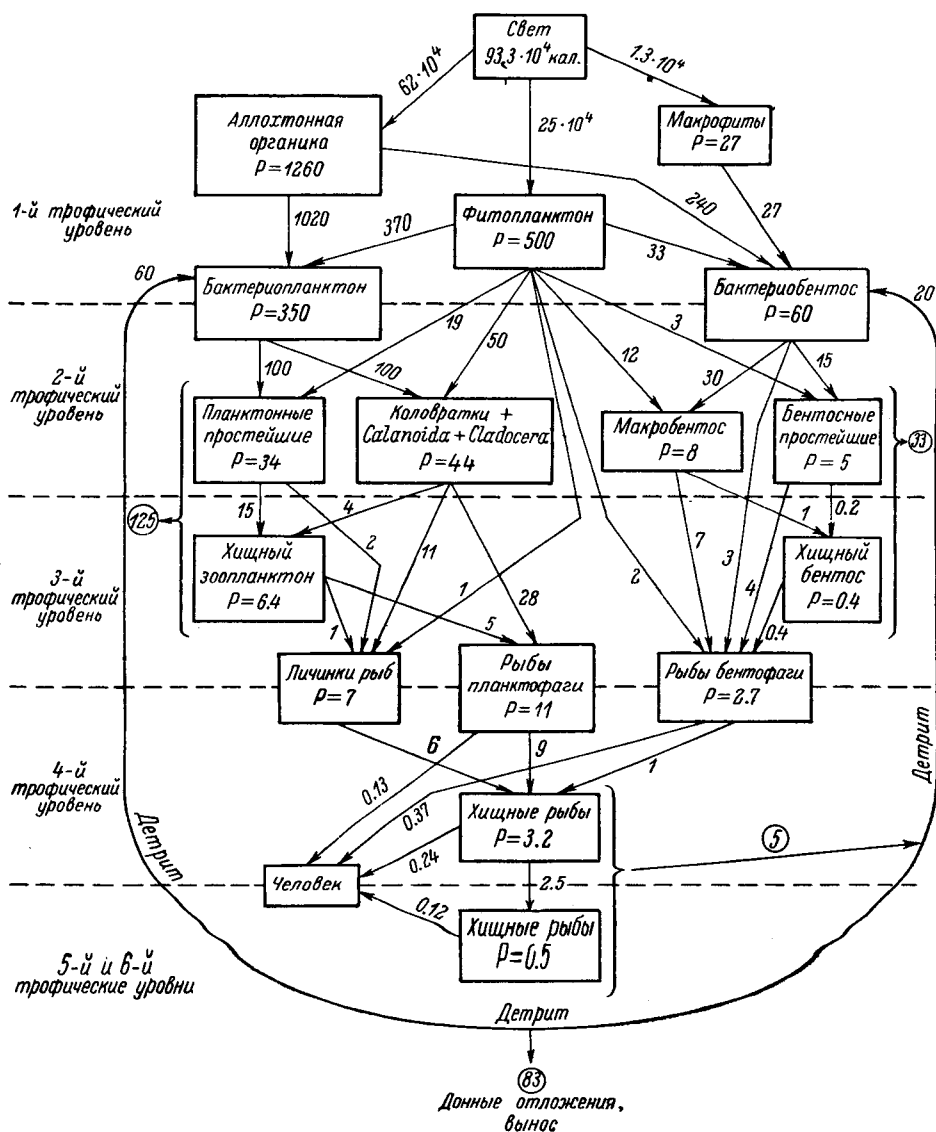 Свет
93,3·10⁴ кал.
62·10⁴
1.3·10⁴
25·10⁴
Аллохтонная
органика
P=1260
Макрофиты
P=27
1-й трофический
уровень
1020
370
Фитопланктон
P=500
33
240
27
60
Бактериопланктон
P=350
Бактериобентос
P=60
20
19
50
12
3
2-й
трофический
уровень
100
100
30
15
Планктонные
простейшие
P=34
Коловратки +
Calanoida + Cladocera
P=44
Макробентос
P=8
Бентосные
простейшие
P=5
33
125
15
4
1
0.2
3-й
трофический
уровень
Хищный
зоопланктон
P=6.4
2
11
1
28
2
7
3
4
Хищный
бентос
P=0.4
1
5
0.4
Личинки рыб
P=7
Рыбы
планктофаги
P=11
Рыбы бентофаги
P=2.7
6
9
1
4-й
трофический
уровень
0.13
0.37
Хищные рыбы
P=3.2
5
Детрит
Детрит
0.24
Человек
2.5
0.12
Хищные рыбы
P=0.5
5-й и 6-й
трофические уровни
Детрит
83
Донные отложения,
вынос